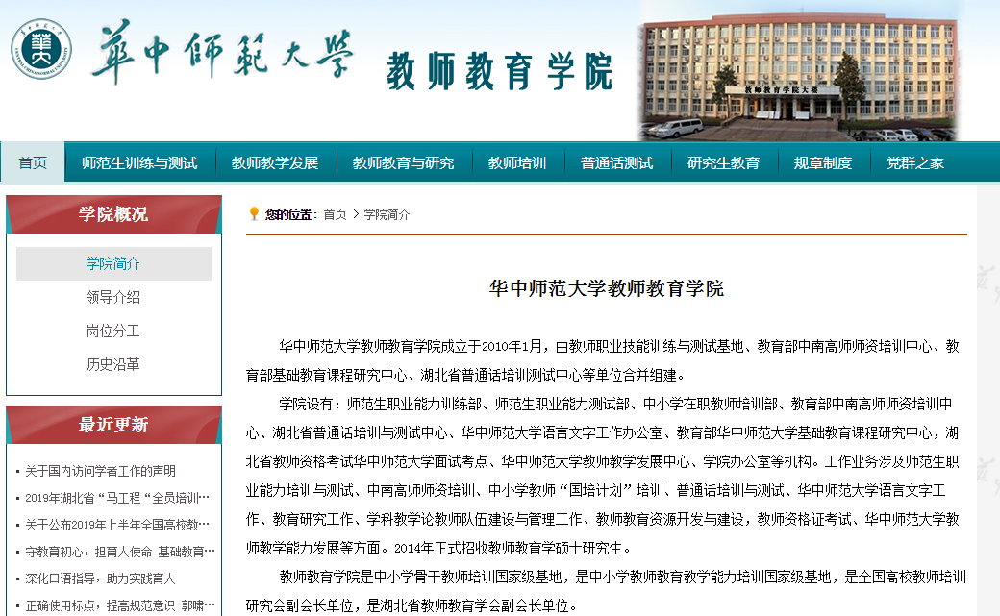 華中師範大学
教师教育学院
教师教育学院大楼
首页
师范生训练与测试
教师教学发展
教师教育与研究
教师培训
普通话测试
研究生教育
规章制度
党群之家
学院概况
学院简介
领导介绍
岗位分工
历史沿革
最近更新
关于国内访问学者工作的声明
2019年湖北省“马工程“全员培训…
关于公布2019年上半年全国高校教…
守教育初心，担育人使命 基础教育…
深化口语指导，助力实践育人
正确使用标点，提高规范意识 郭啸…
您的位置：首页 > 学院简介
华中师范大学教师教育学院
华中师范大学教师教育学院成立于2010年1月，由教师职业技能训练与测试基地、教育部中南高师师资培训中心、教
育部基础教育课程研究中心、湖北省普通话培训测试中心等单位合并组建。
学院设有：师范生职业能力训练部、师范生职业能力测试部、中小学在职教师培训部、教育部中南高师师资培训中
心、湖北省普通话培训与测试中心、华中师范大学语言文字工作办公室、教育部华中师范大学基础教育课程研究中心，湖
北省教师资格考试华中师范大学面试考点、华中师范大学教师教学发展中心、学院办公室等机构。工作业务涉及师范生职
业能力培训与测试、中南高师师资培训、中小学教师“国培计划”培训、普通话培训与测试、华中师范大学语言文字工
作、教育研究工作、学科教学论教师队伍建设与管理工作、教师教育资源开发与建设，教师资格证考试、华中师范大学教
师教学能力发展等方面。2014年正式招收教师教育学硕士研究生。
教师教育学院是中小学骨干教师培训国家级基地，是中小学教师教育教学能力培训国家级基地，是全国高校教师培训
研究会副会长单位，是湖北省教师教育学会副会长单位。